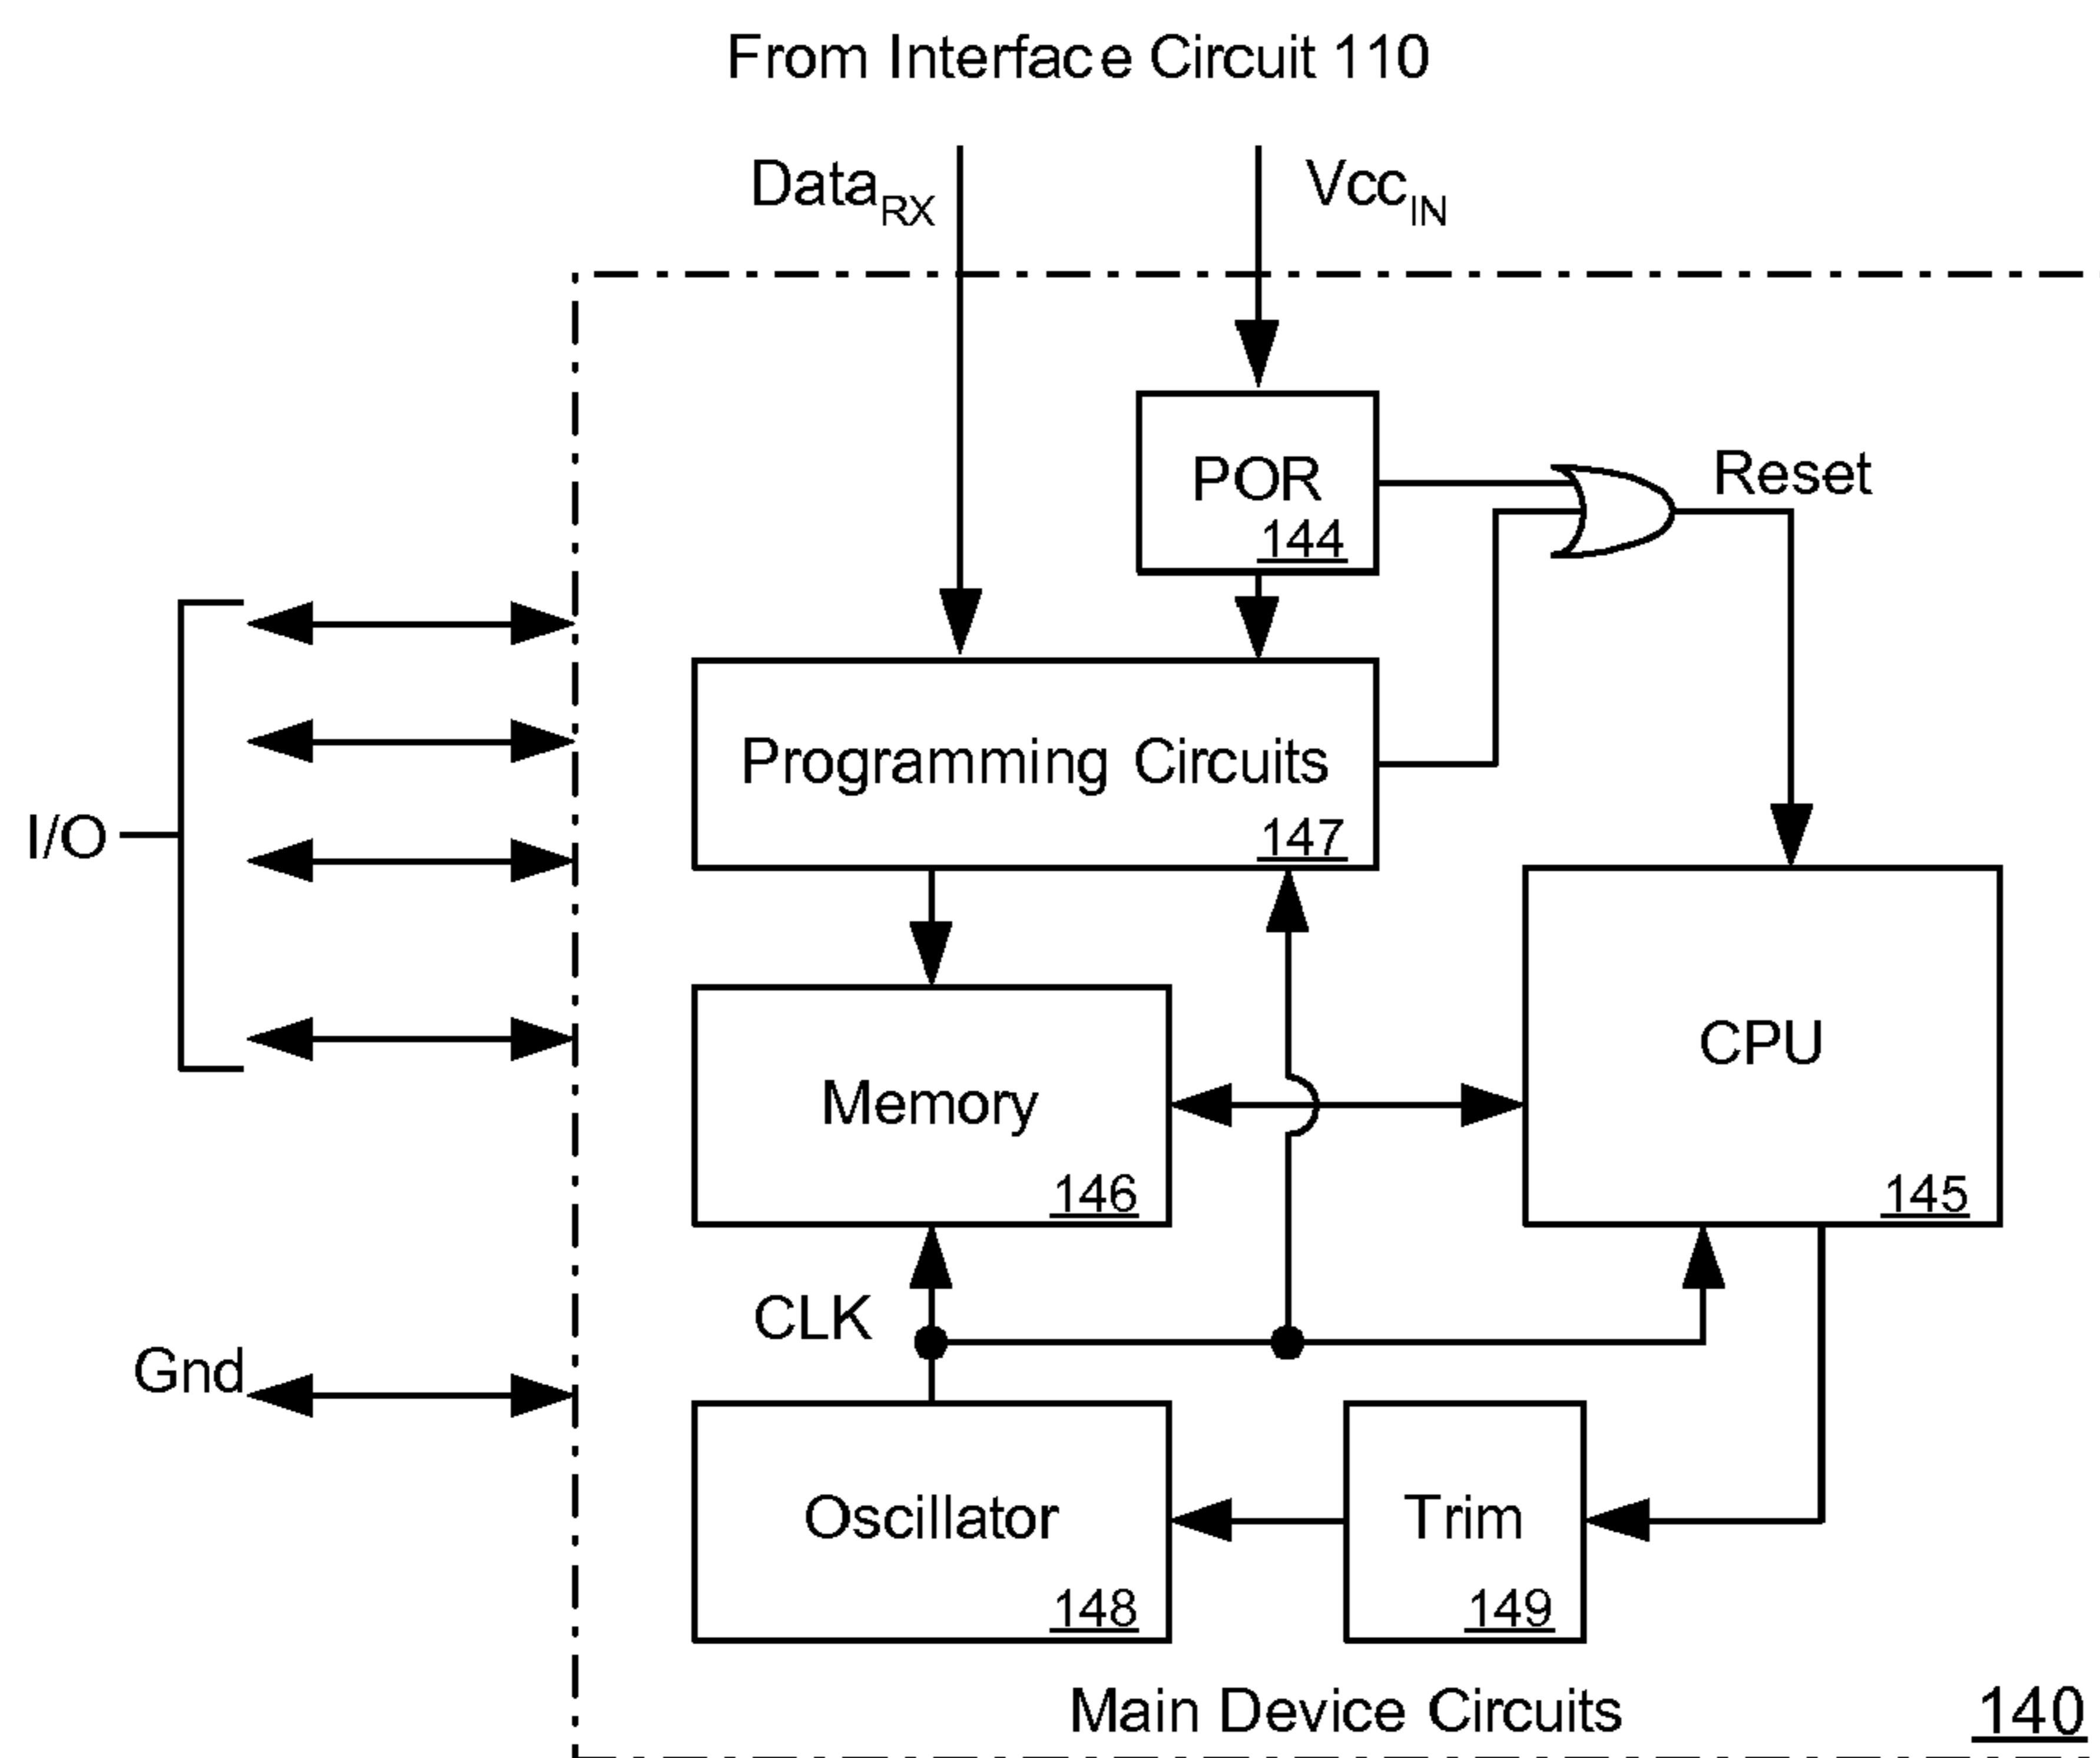 From Interface Circuit 110
DataRX
VccIN
POR
144
Reset
Programming Circuits
147
I/O
CPU
145
Memory
146
CLK
Gnd
Oscillator
148
Trim
149
Main Device Circuits
140